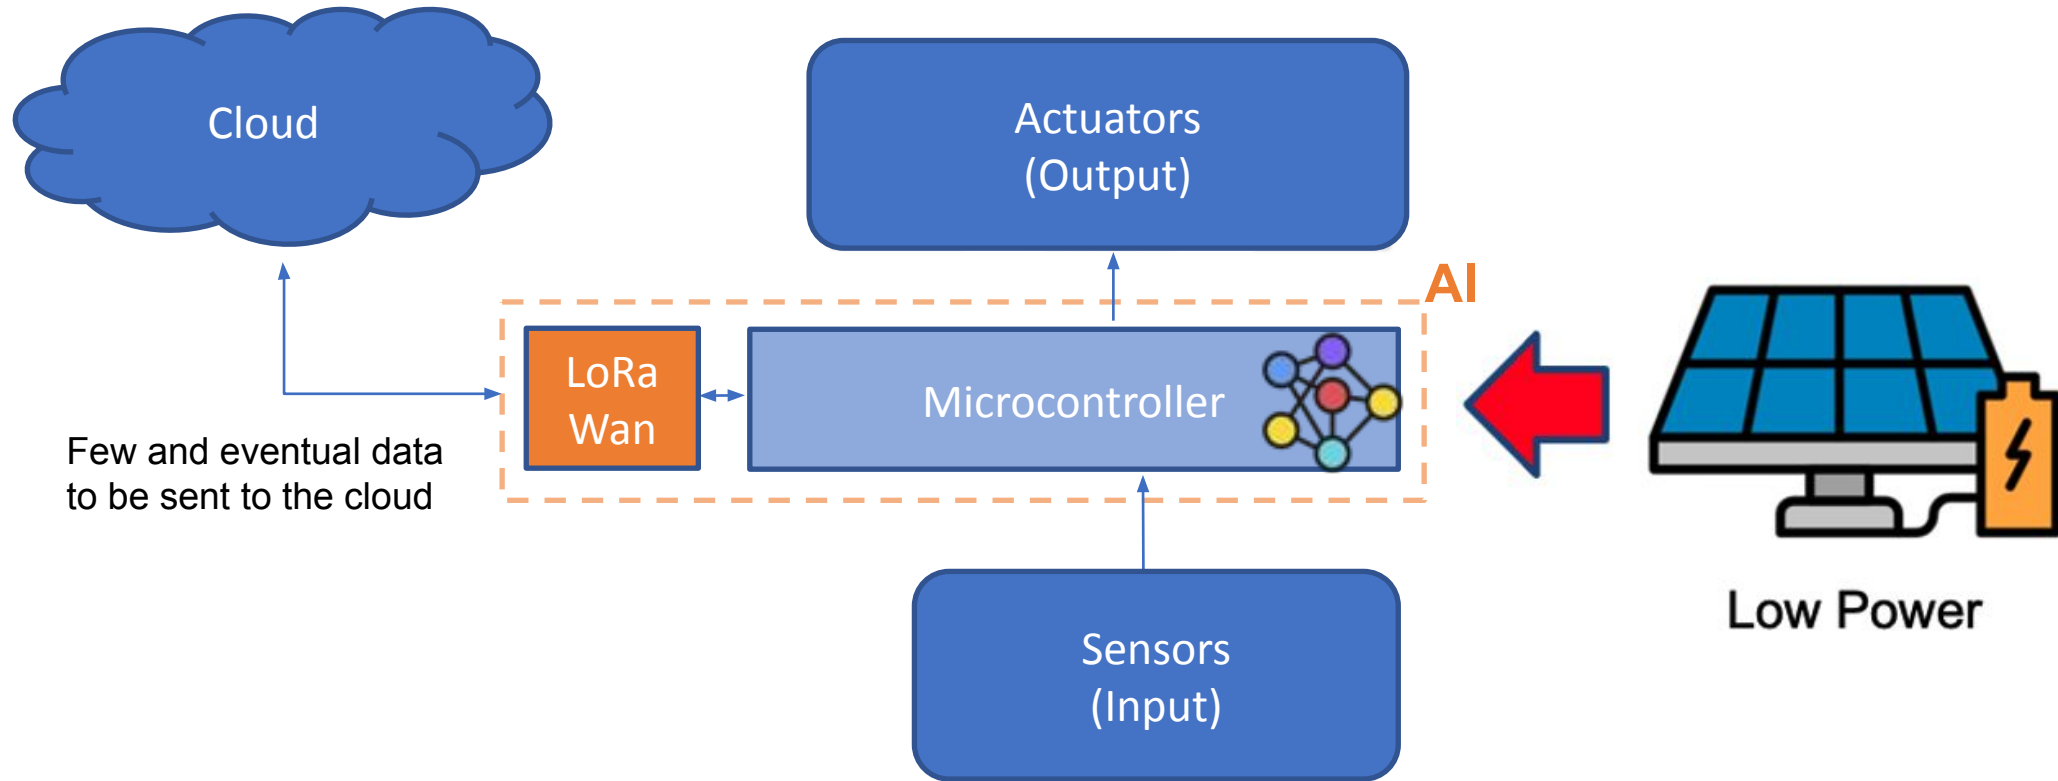 Cloud
Actuators
(Output)
AI
LoRa
Wan
Microcontroller
Few and eventual data
to be sent to the cloud
Low Power
Sensors
(Input)